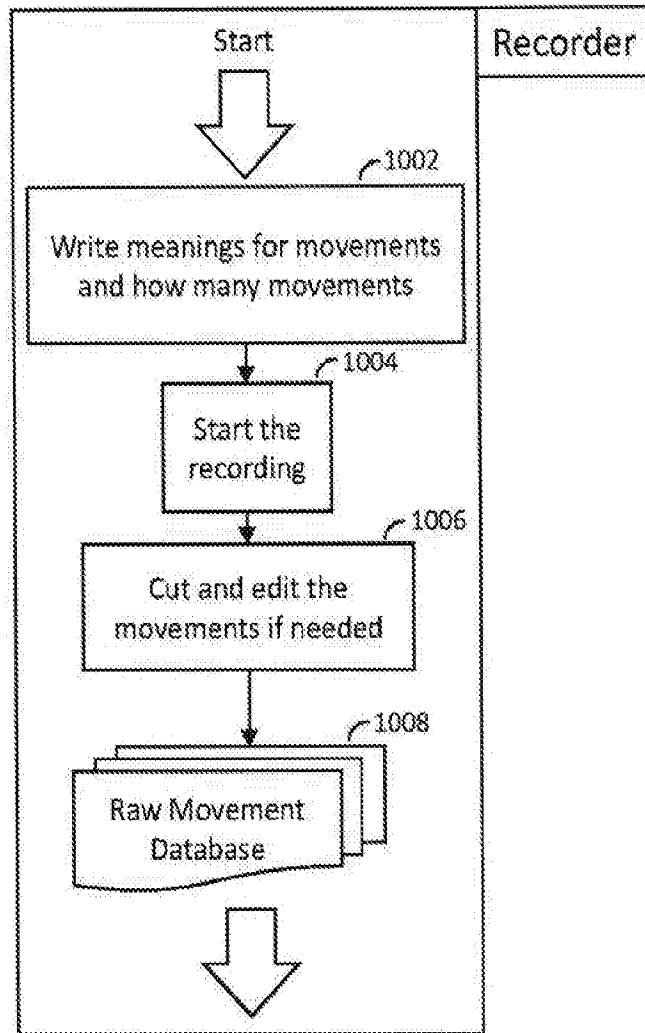 Start
Recorder
1002
Write meanings for movements
and how many movements
1004
Start the
recording
1006
Cut and edit the
movements if needed
1008
Raw Movement
Database